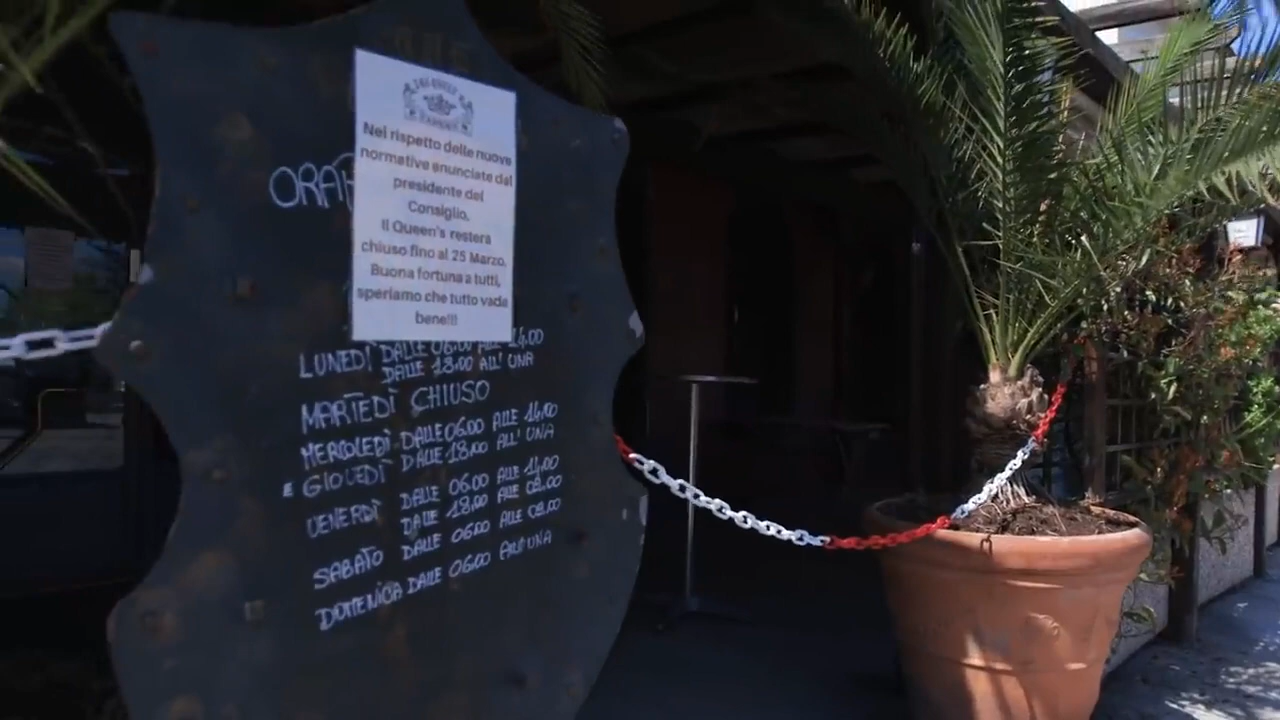 Nel rispetto delle nuove
normative anunciate dal
presidente del
Consiglio,
Il Queen's resterà
chiuso fino al 25 Marzo,
Buona fortuna a tutti,
speriamo che tutto vada
bene!!!
ORAR
LUNEDÌ DALLE 06.00 ALLE 14.00
DALLE 18.00 ALL' UNA
MARTEDÌ CHIUSO
MERCOLEDÌ DALLE 06.00 ALLE 14.00
E GIOVEDÌ DALLE 18.00 ALL' UNA
VENERDÌ DALLE 06.00 ALLE 14.00
DALLE 18.00 ALLE 02.00
SABATO DALLE 06.00 ALLE 02.00
DOMENICA DALLE 06.00 ALL' UNA